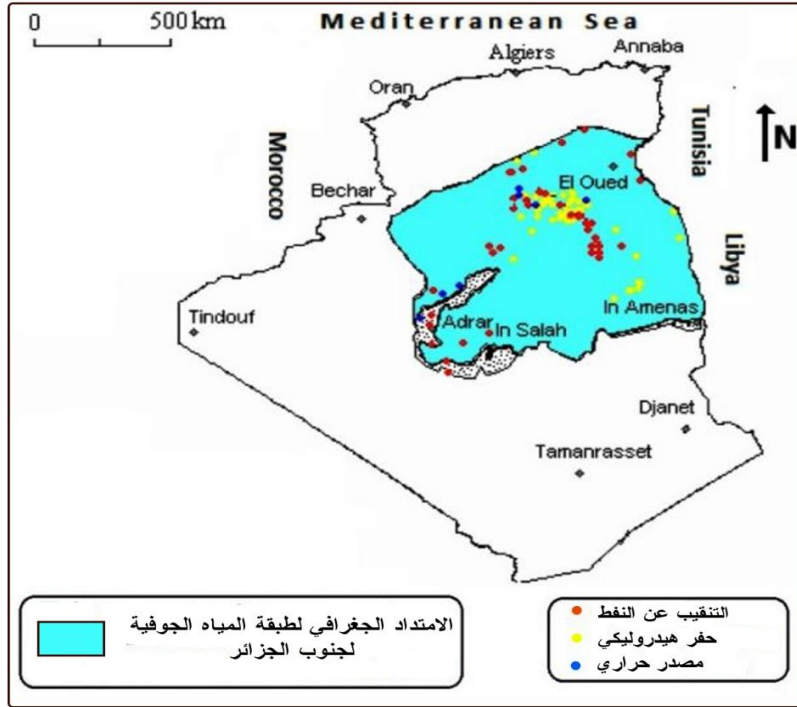 0 500 km
Mediterranean Sea
Algiers
Annaba
Oran
Tunisia
N
Morocco
El Oued
Bechar
Libya
In Amenas
Tindouf
Adrar
In Salah
Djanet
Tamanrasset
الامتداد الجغرافي لطبقة المياه الجوفية
لجنوب الجزائر
التنقيب عن النفط
حفر هيدروليكي
مصدر حراري